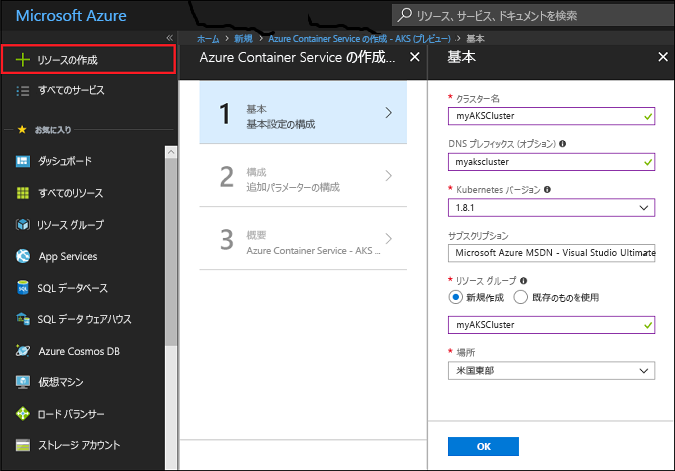 Microsoft Azure
リソース、サービス、ドキュメントを検索
«
ホーム > 新規 > Azure Container Service の作成 - AKS (プレビュー) > 基本
リソースの作成
すべてのサービス
お気に入り
ダッシュボード
すべてのリソース
リソース グループ
App Services
SQL データベース
SQL データ ウェアハウス
Azure Cosmos DB
仮想マシン
ロード バランサー
ストレージ アカウント
Azure Container Service の作成...
1
基本
基本設定の構成
2
構成
追加パラメーターの構成
3
概要
Azure Container Service - AKS ...
基本
* クラスター名
myAKSCluster
DNS プレフィックス (オプション)
myakscluster
* Kubernetes バージョン
1.8.1
サブスクリプション
Microsoft Azure MSDN - Visual Studio Ultimate
* リソース グループ
新規作成 既存のものを使用
myAKSCluster
* 場所
米国東部
OK